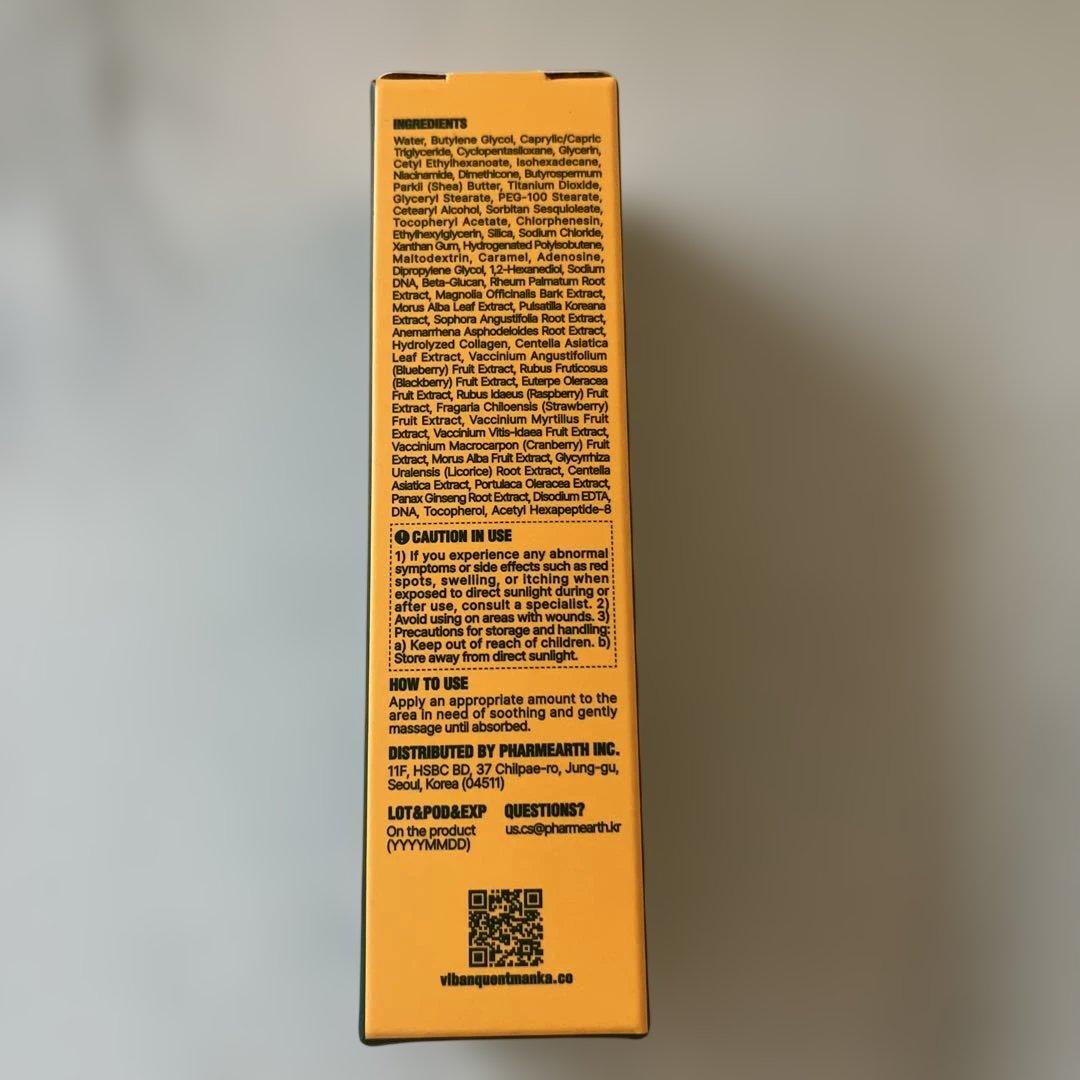 INGREDIENTS
Water, Butylene Glycol, Caprylic/Capric
Triglyceride, Cyclopentasiloxane, Glycerin,
Cetyl Ethylhexanoate, Isohexadecane,
Niacinamide, Dimethicone, Butyrospermum
Parkii (Shea) Butter, Titanium Dioxide,
Glyceryl Stearate, PEG-100 Stearate,
Cetearyl Alcohol, Sorbitan Sesquioleate,
Tocopheryl Acetate, Chlorphenesin,
Ethylhexylglycerin, Silica, Sodium Chloride,
Xanthan Gum, Hydrogenated Polyisobutene,
Maltodextrin, Caramel, Adenosine,
Dipropylene Glycol, 1,2-Hexanediol, Sodium
DNA, Beta-Glucan, Rheum Palmatum Root
Extract, Magnolia Officinalis Bark Extract,
Morus Alba Leaf Extract, Pulsatilla Koreana
Extract, Sophora Angustifolia Root Extract,
Anemarrhena Asphodeloides Root Extract,
Hydrolyzed Collagen, Centella Asiatica
Leaf Extract, Vaccinium Angustifolium
(Blueberry) Fruit Extract, Rubus Fruticosus
(Blackberry) Fruit Extract, Euterpe Oleracea
Fruit Extract, Rubus Idaeus (Raspberry) Fruit
Extract, Fragaria Chiloensis (Strawberry)
Fruit Extract, Vaccinium Myrtillus Fruit
Extract, Vaccinium Vitis-Idaea Fruit Extract,
Vaccinium Macrocarpon (Cranberry) Fruit
Extract, Morus Alba Fruit Extract, Glycyrrhiza
Uralensis (Licorice) Root Extract, Centella
Asiatica Extract, Portulaca Oleracea Extract,
Panax Ginseng Root Extract, Disodium EDTA,
DNA, Tocopherol, Acetyl Hexapeptide-8
! CAUTION IN USE
1) If you experience any abnormal
symptoms or side effects such as red
spots, swelling, or itching when
exposed to direct sunlight during or
after use, consult a specialist. 2)
Avoid using on areas with wounds. 3)
Precautions for storage and handling:
a) Keep out of reach of children. b)
Store away from direct sunlight.
HOW TO USE
Apply an appropriate amount to the
area in need of soothing and gently
massage until absorbed.
DISTRIBUTED BY PHARMEARTH INC.
11F, HSBC BD, 37 Chilpae-ro, Jung-gu,
Seoul, Korea (04511)
LOT&POD&EXP QUESTIONS?
On the product us.cs@pharmearth.kr
(YYYYMMDD)
vlbanquentmanka.co